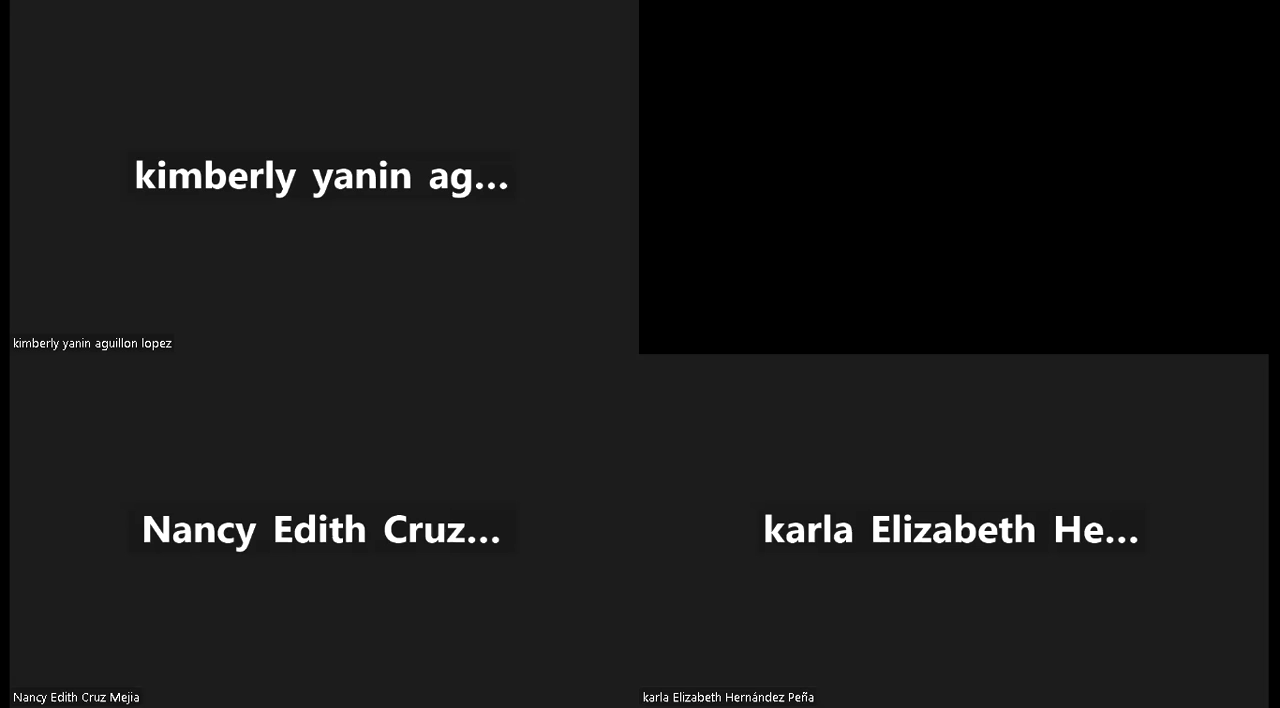 kimberly yanin ag...
kimberly yanin aguillon lopez
Nancy Edith Cruz...
karla Elizabeth He...
Nancy Edith Cruz Mejia
karla Elizabeth Hernández Peña